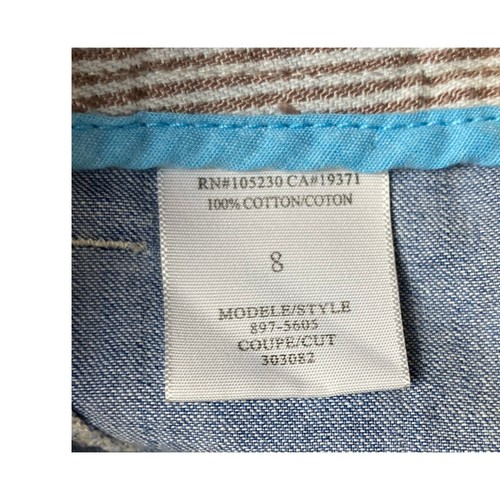 RN#105230 CA#19371
100% COTTON/COTON
8
MODELE/STYLE
897-5605
COUPE/CUT
303082